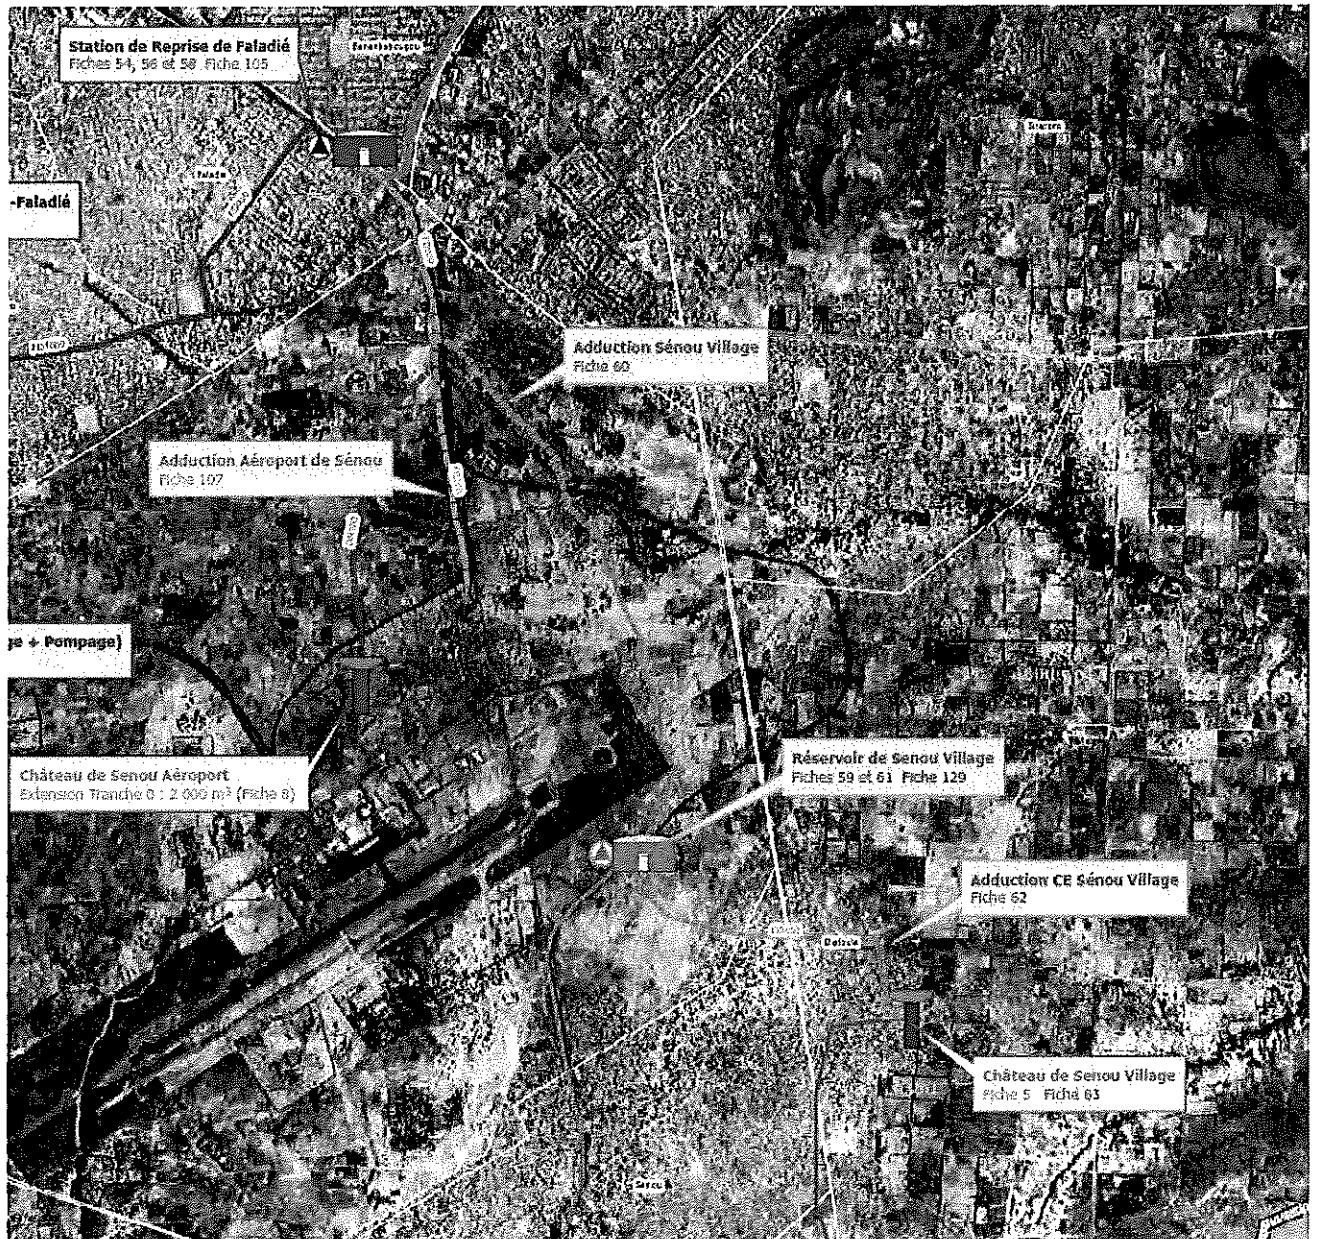 Station de Reprise de Faladié
Fiches 54, 56 et 58 Fiche 105
-Faladié
Adduction Sénou Village
Fiche 60
Adduction Aéroport de Sénou
Fiche 107
ge + Pompage)
Château de Senou Aéroport
Extension Tranche 0 : 2 000 m³ (Fiche 8)
Réservoir de Senou Village
Fiches 59 et 61 Fiche 129
Adduction CE Sénou Village
Fiche 62
Château de Senou Village
Fiche 5 Fiche 63
Senou